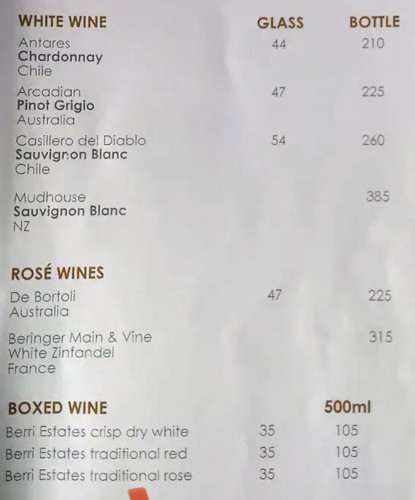 WHITE WINE GLASS BOTTLE
Antares 44 210
Chardonnay
Chile
Arcadian 47 225
Pinot Grigio
Australia
Casillero del Diablo 54 260
Sauvignon Blanc
Chile
Mudhouse 385
Sauvignon Blanc
NZ
ROSÉ WINES
De Bortoli 47 225
Australia
Beringer Main & Vine 315
White Zinfandel
France
BOXED WINE 500ml
Berri Estates crisp dry white 35 105
Berri Estates traditional red 35 105
Berri Estates traditional rose 35 105